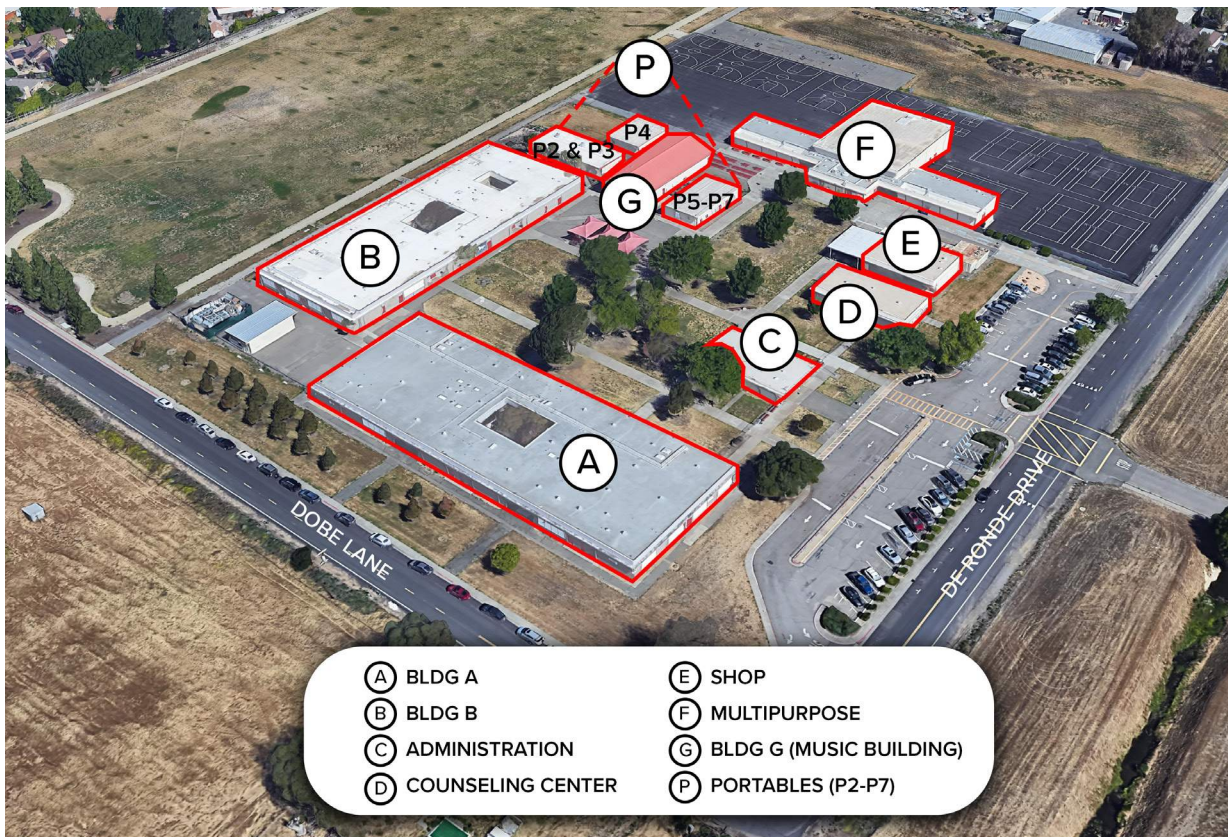 P
P4
P2 & P3
F
G
P5-P7
E
B
D
C
A
DOBE LANE
DE RONDE DRIVE
A BLDG A
B BLDG B
C ADMINISTRATION
D COUNSELING CENTER
E SHOP
F MULTIPURPOSE
G BLDG G (MUSIC BUILDING)
P PORTABLES (P2-P7)